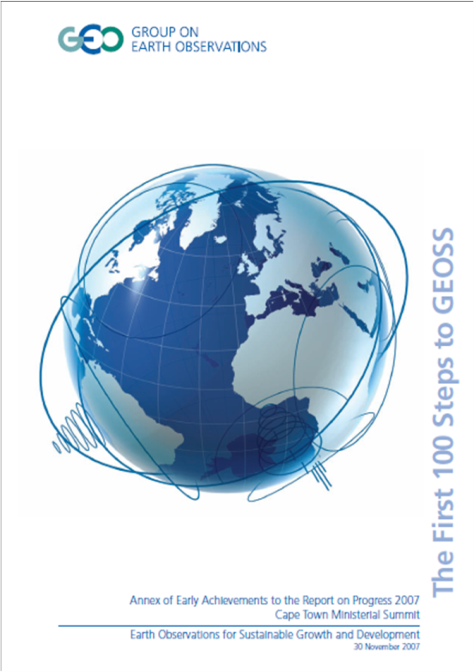 GEO
GROUP ON
EARTH OBSERVATIONS
The First 100 Steps to GEOSS
Annex of Early Achievements to the Report on Progress 2007
Cape Town Ministerial Summit
Earth Observations for Sustainable Growth and Development
30 November 2007